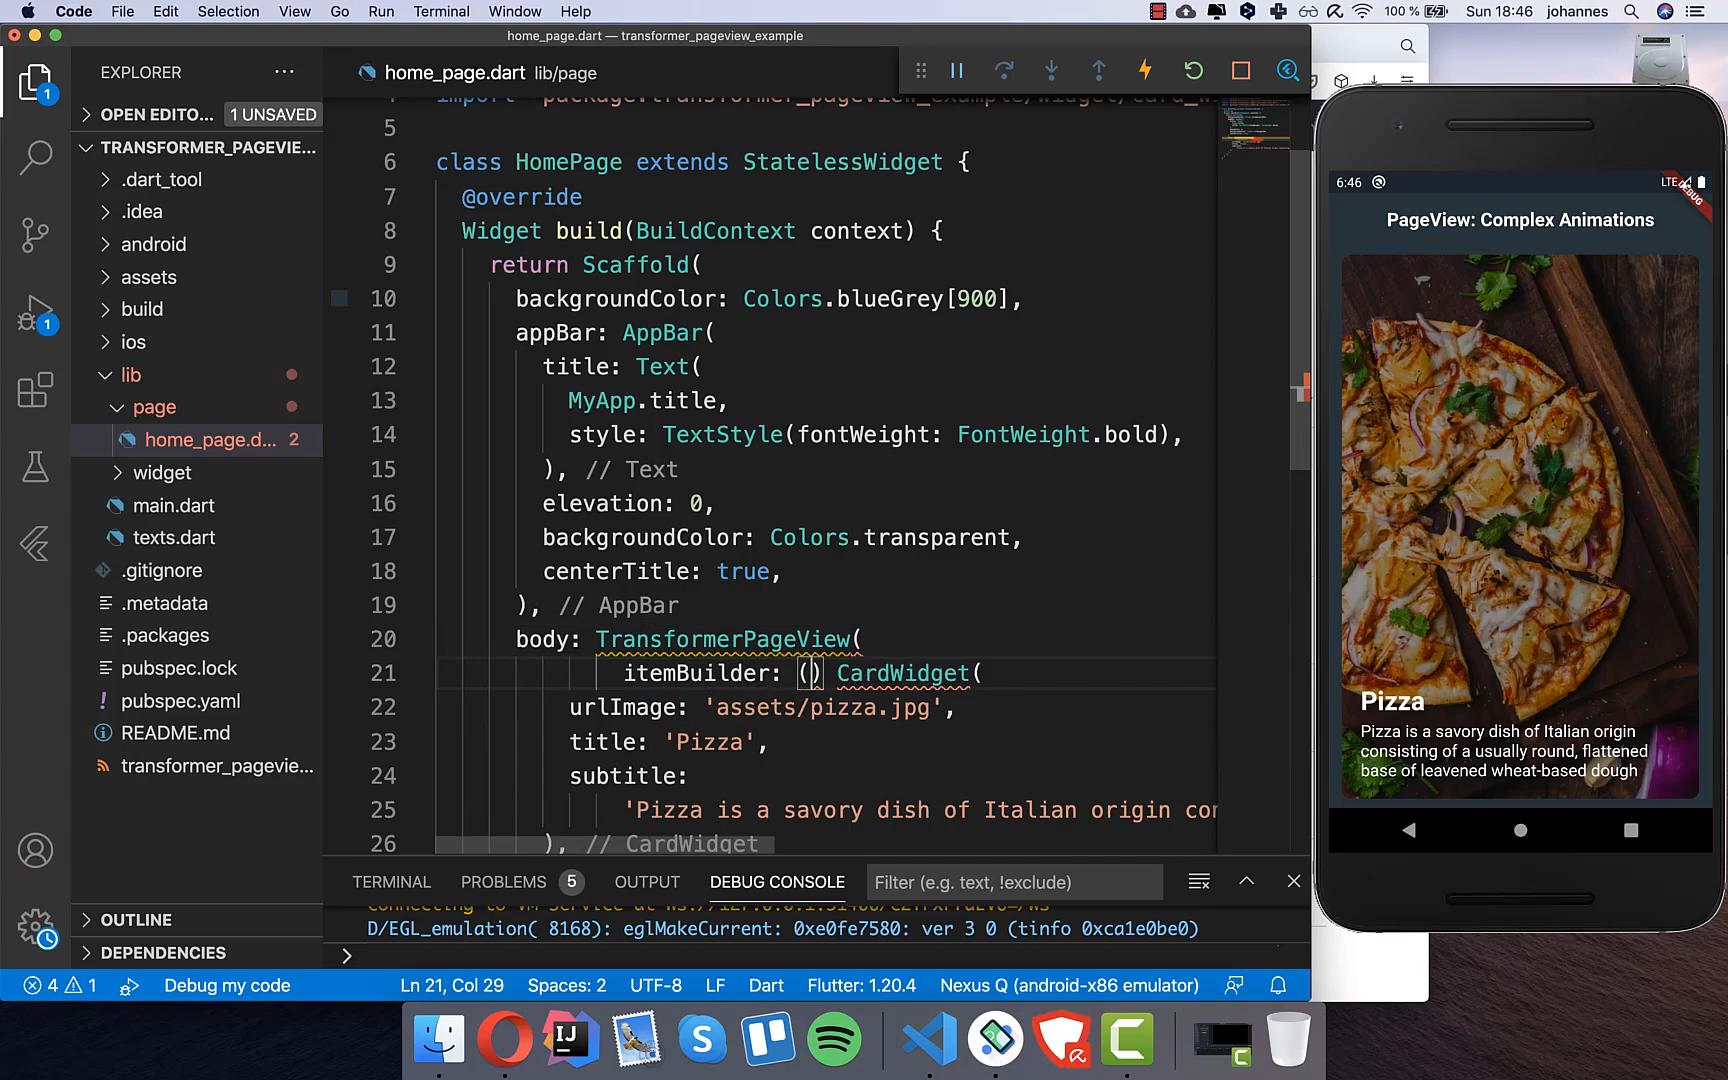 Code File Edit Selection View Go Run Terminal Window Help 100 % Sun 18:46 johannes
home_page.dart — transformer_pageview_example
EXPLORER
home_page.dart lib/page
OPEN EDITO... 1 UNSAVED
TRANSFORMER_PAGEVIE...
.dart_tool
.idea
android
assets
build
ios
lib
page
home_page.d... 2
widget
main.dart
texts.dart
.gitignore
.metadata
.packages
pubspec.lock
pubspec.yaml
README.md
transformer_pagevie...
OUTLINE
DEPENDENCIES
1
1
5
6 class HomePage extends StatelessWidget {
7 @override
8 Widget build(BuildContext context) {
9 return Scaffold(
10 backgroundColor: Colors.blueGrey[900],
11 appBar: AppBar(
12 title: Text(
13 MyApp.title,
14 style: TextStyle(fontWeight: FontWeight.bold),
15 ), // Text
16 elevation: 0,
17 backgroundColor: Colors.transparent,
18 centerTitle: true,
19 ), // AppBar
20 body: TransformerPageView(
21 itemBuilder: () CardWidget(
22 urlImage: 'assets/pizza.jpg',
23 title: 'Pizza',
24 subtitle:
25 'Pizza is a savory dish of Italian origin cor
26 ), // CardWidget
TERMINAL PROBLEMS 5 OUTPUT DEBUG CONSOLE Filter (e.g. text, !exclude)
D/EGL_emulation( 8168): eglMakeCurrent: 0xe0fe7580: ver 3 0 (tinfo 0xca1e0be0)
4 1 Debug my code Ln 21, Col 29 Spaces: 2 UTF-8 LF Dart Flutter: 1.20.4 Nexus Q (android-x86 emulator)
6:46 LTE
DEBUG
PageView: Complex Animations
Pizza
Pizza is a savory dish of Italian origin
consisting of a usually round, flattened
base of leavened wheat-based dough
IJ